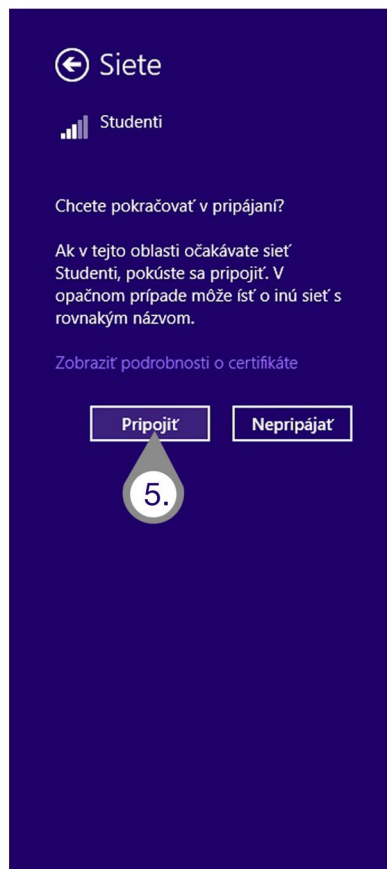 Siete
Studenti
Chcete pokračovať v pripájaní?
Ak v tejto oblasti očakávate sieť
Studenti, pokúste sa pripojiť. V
opačnom prípade môže ísť o inú sieť s
rovnakým názvom.
Zobraziť podrobnosti o certifikáte
Pripojiť Nepripájať
5.